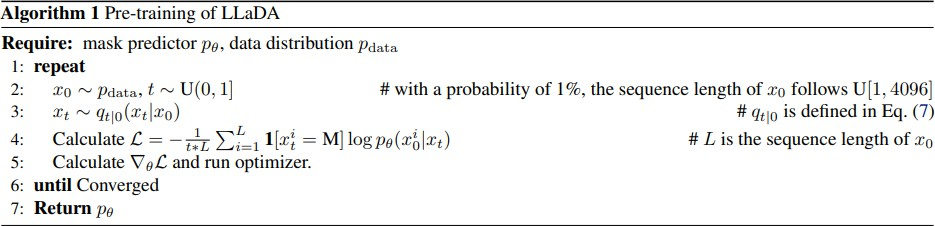 Algorithm 1 Pre-training of LLaDA
Require: mask predictor $p_\theta$, data distribution $p_{\text{data}}$
1: repeat
2: $x_0 \sim p_{\text{data}}$, $t \sim \text{U}(0, 1]$ # with a probability of 1%, the sequence length of $x_0$ follows $\text{U}[1, 4096]$
3: $x_t \sim q_{t|0}(x_t|x_0)$ # $q_{t|0}$ is defined in Eq. (7)
4: Calculate $\mathcal{L} = -\frac{1}{t*L} \sum_{i=1}^{L} \mathbf{1}[x_t^i = \text{M}] \log p_\theta(x_0^i|x_t)$ # $L$ is the sequence length of $x_0$
5: Calculate $\nabla_\theta \mathcal{L}$ and run optimizer.
6: until Converged
7: Return $p_\theta$